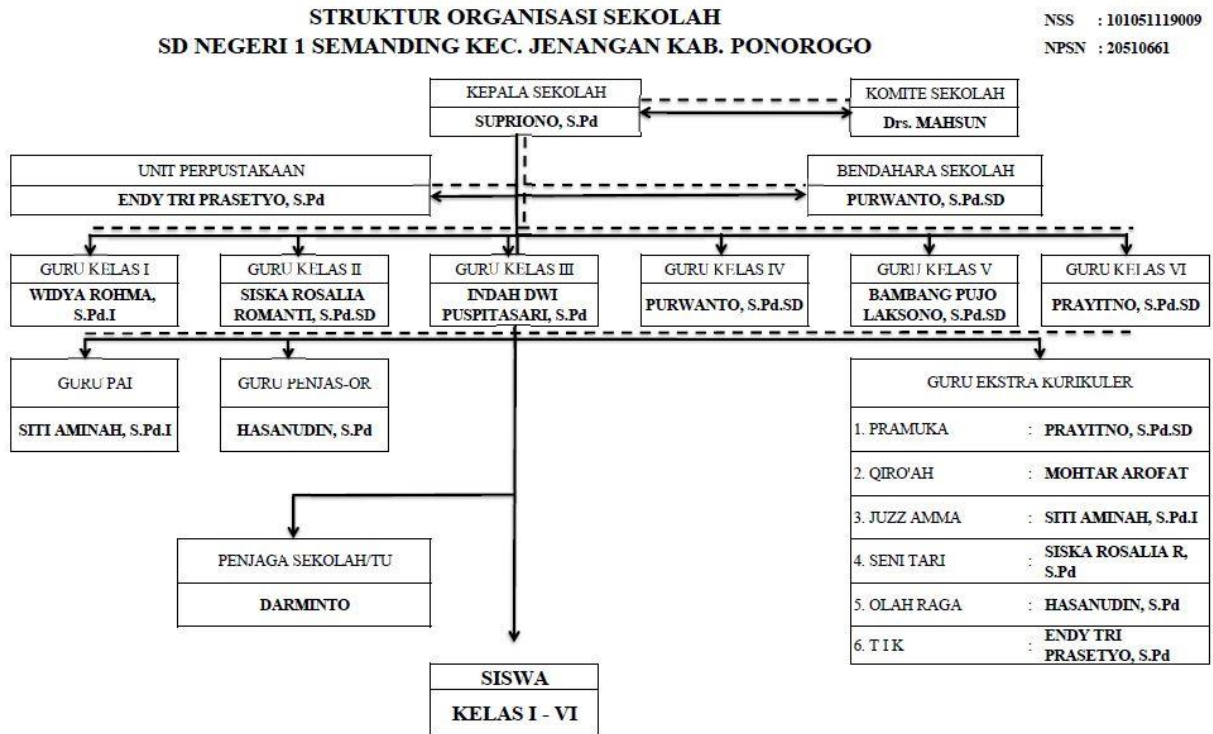 STRUKTUR ORGANISASI SEKOLAH
SD NEGERI 1 SEMANDING KEC. JENANGAN KAB. PONOROGO
NSS : 101051119009
NPSN : 20510661
KEPALA SEKOLAH
SUPRIONO, S.Pd
KOMITE SEKOLAH
Drs. MAHSUN
UNIT PERPUSTAKAAN
ENDY TRI PRASETYO, S.Pd
BENDAHARA SEKOLAH
PURWANTO, S.Pd.SD
GURU KELAS I
WIDYA ROHMA,
S.Pd.I
GURU KELAS II
SISKA ROSALIA
ROMANTI, S.Pd.SD
GURU KELAS III
INDAH DWI
PUSPITASARI, S.Pd
GURU KELAS IV
PURWANTO, S.Pd.SD
GURU KELAS V
BAMBANG PUJO
LAKSONO, S.Pd.SD
GURU KELAS VI
PRAYITNO, S.Pd.SD
GURU PAI
SITI AMINAH, S.Pd.I
GURU PENJAS-OR
HASANUDIN, S.Pd
GURU EKSTRA KURIKULER
1. PRAMUKA : PRAYITNO, S.Pd.SD
2. QIRO'AH : MOHTAR AROFAT
3. JUZZ AMMA : SITI AMINAH, S.Pd.I
4. SENI TARI : SISKA ROSALIA R,
S.Pd
5. OLAH RAGA : HASANUDIN, S.Pd
6. T I K : ENDY TRI
PRASETYO, S.Pd
PENJAGA SEKOLAH/TU
DARMINTO
SISWA
KELAS I - VI